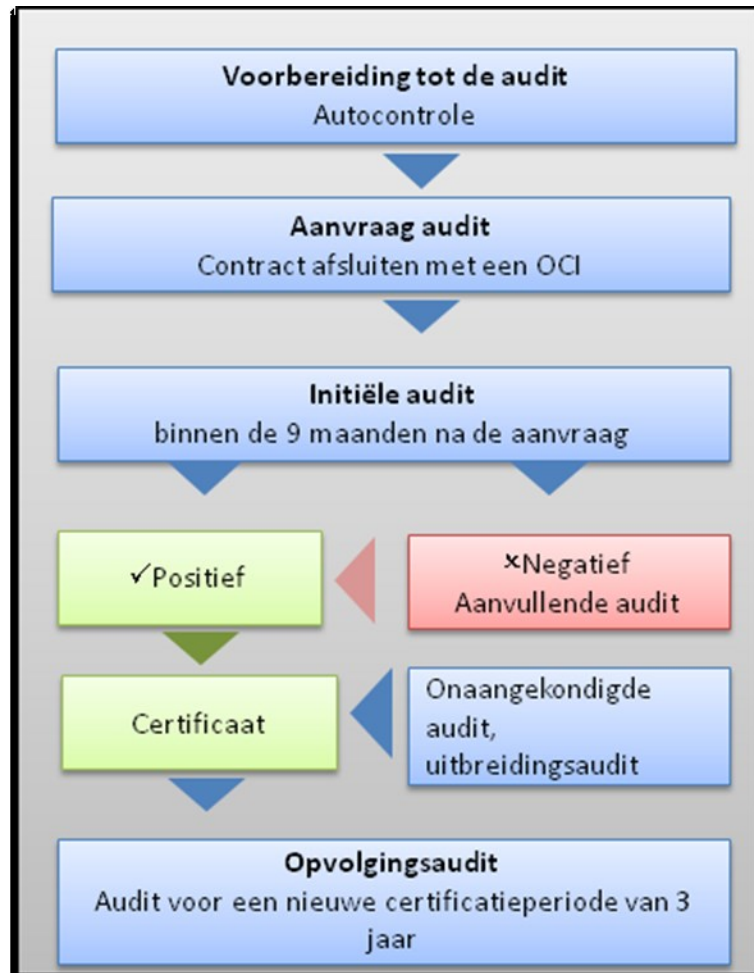 Voorbereiding tot de audit
Autocontrole
Aanvraag audit
Contract afsluiten met een OCI
Initiële audit
binnen de 9 maanden na de aanvraag
✓Positief
×Negatief
Aanvullende audit
Certificaat
Onaangekondigde
audit,
uitbreidingsaudit
Opvolgingsaudit
Audit voor een nieuwe certificatieperiode van 3
jaar